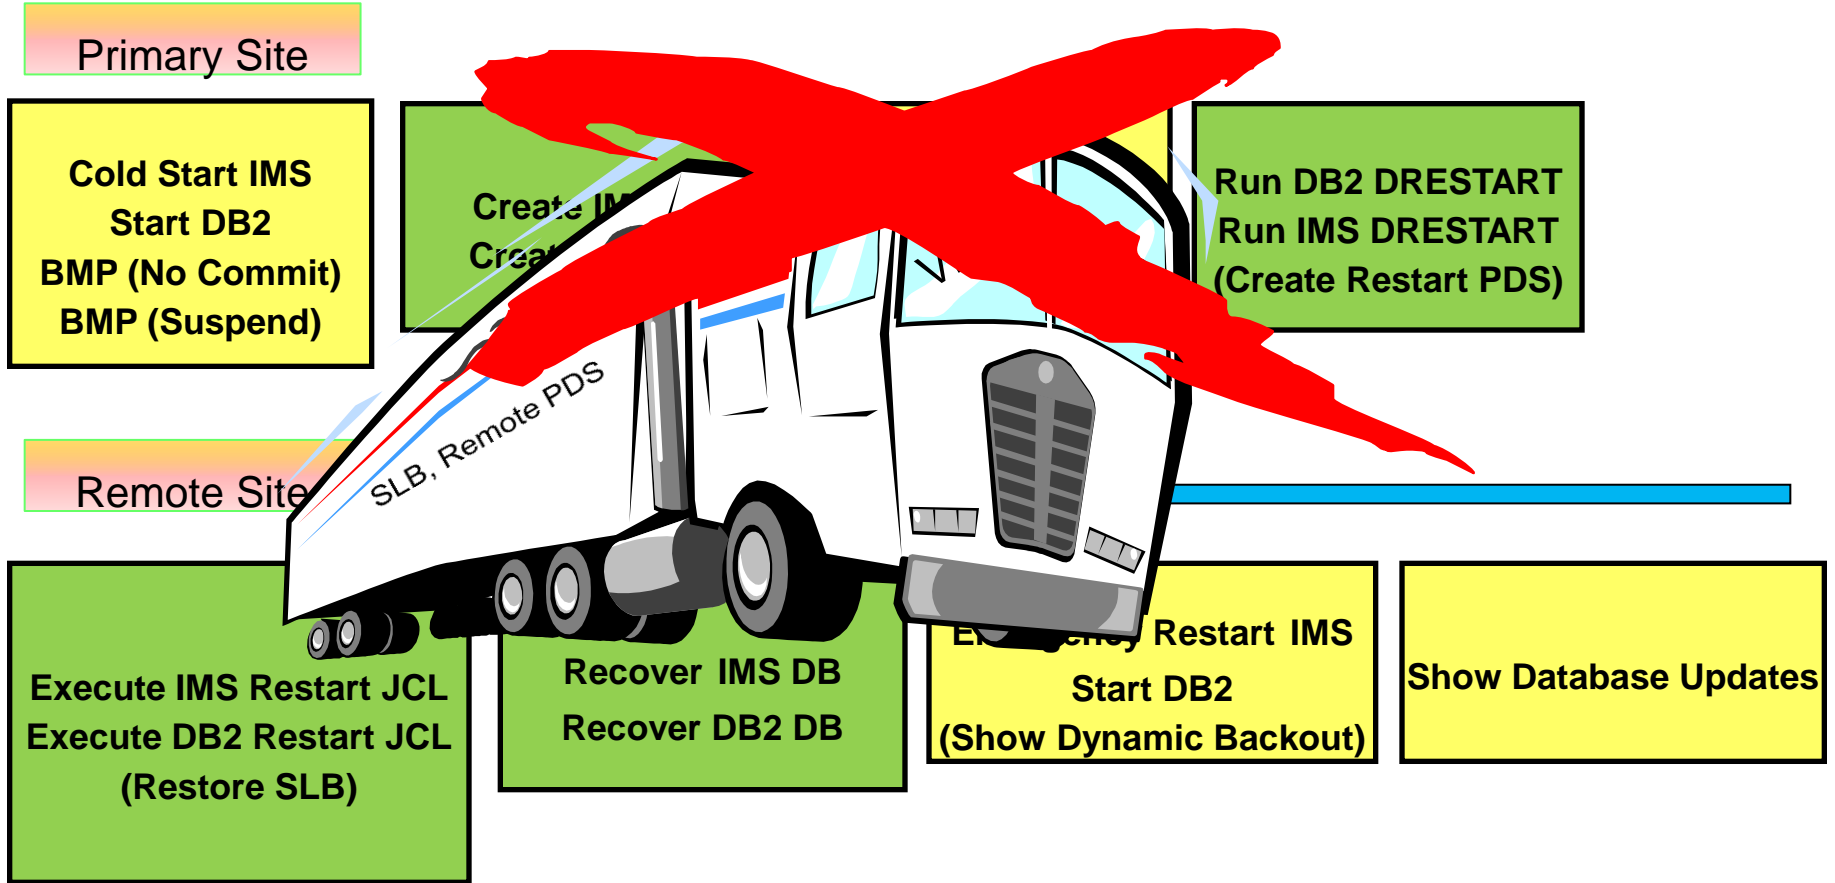 Primary Site
Cold Start IMS
Start DB2
BMP (No Commit)
BMP (Suspend)
Create
Run DB2 DRESTART
Run IMS DRESTART
(Create Restart PDS)
SLB, Remote PDS
Remote Site
Execute IMS Restart JCL
Execute DB2 Restart JCL
(Restore SLB)
Recover IMS DB
Recover DB2 DB
Restart IMS
Start DB2
(Show Dynamic Backout)
Show Database Updates